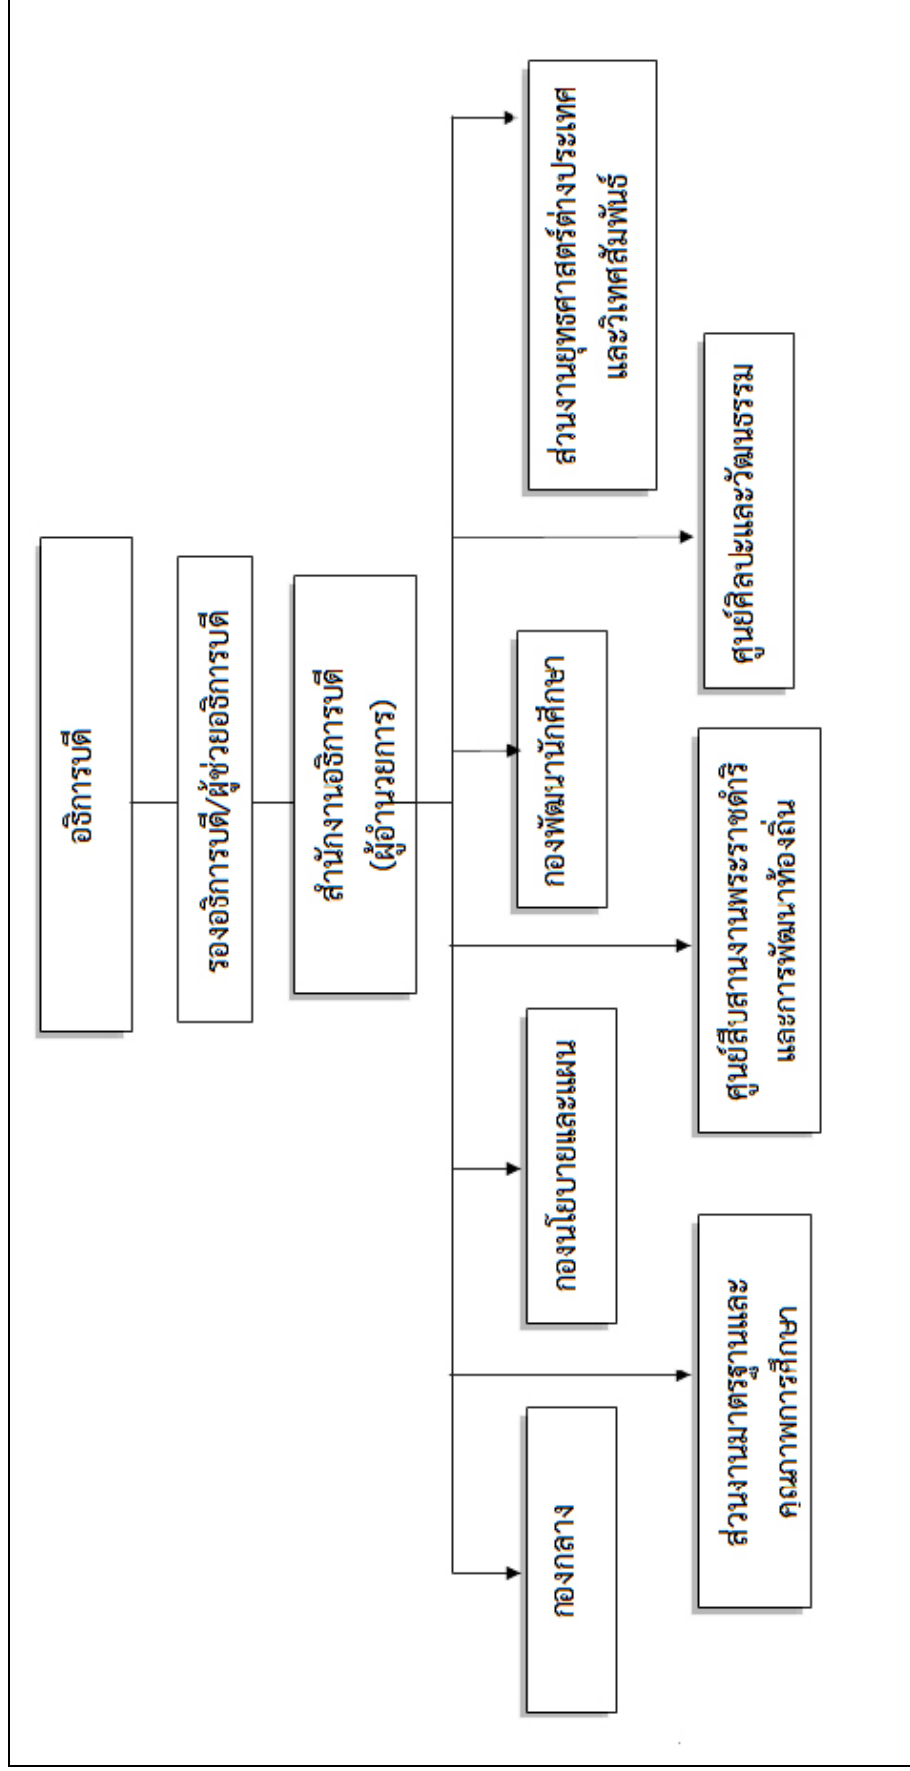 อธิการบดี
รองอธิการบดี/ผู้ช่วยอธิการบดี
สำนักงานอธิการบดี
(ผู้อำนวยการ)
กองกลาง
กองนโยบายและแผน
กองพัฒนานักศึกษา
ส่วนงานยุทธศาสตร์ต่างประเทศ
และวิเทศสัมพันธ์
ส่วนงานมาตรฐานและ
คุณภาพการศึกษา
ศูนย์สืบสานงานพระราชดำริ
และการพัฒนาท้องถิ่น
ศูนย์ศิลปะและวัฒนธรรม